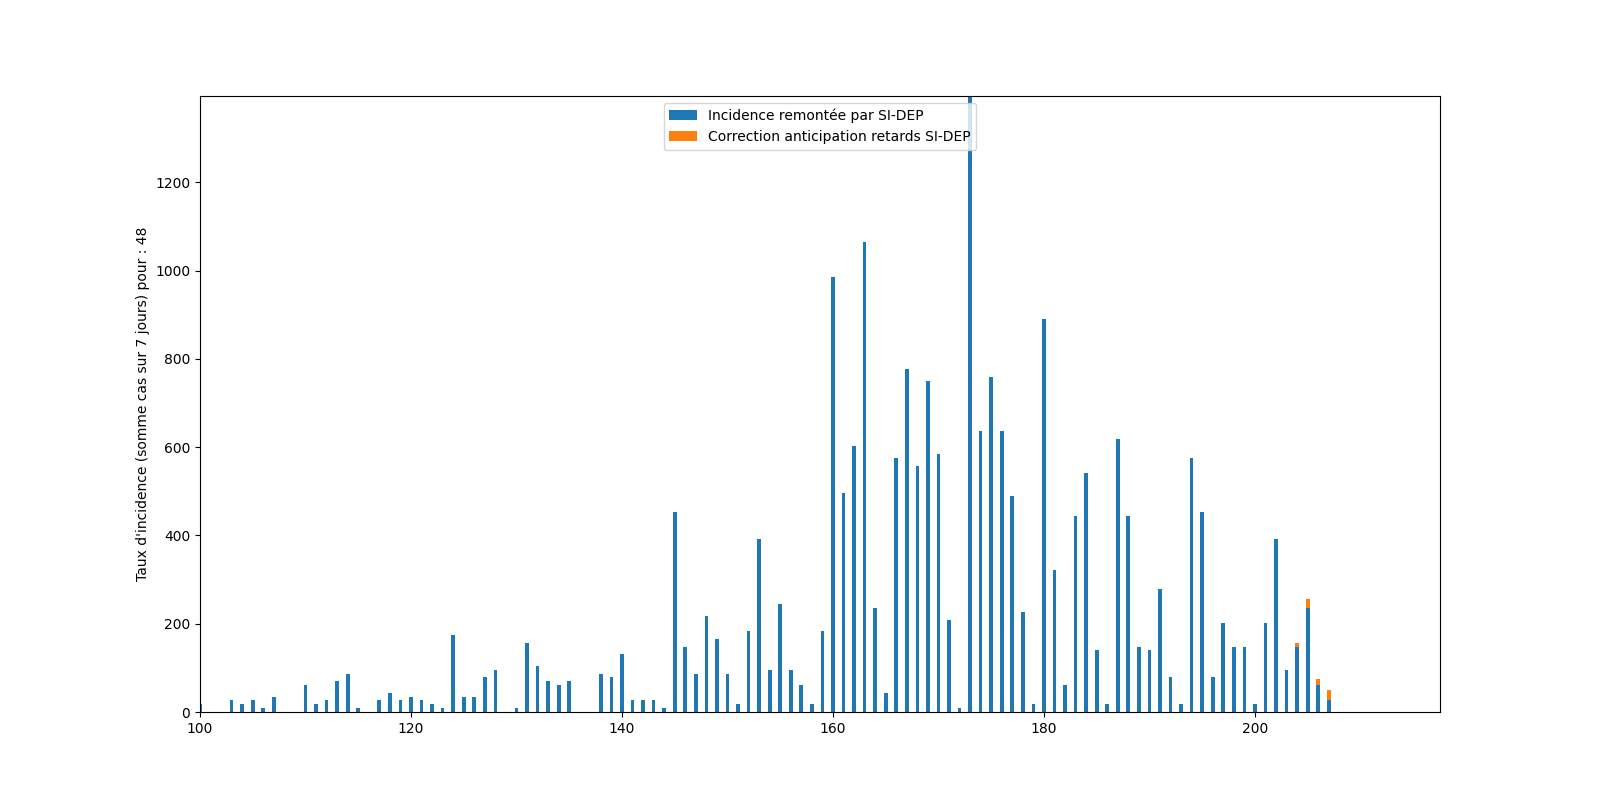 Incidence remontée par SI-DEP
Correction anticipation retards SI-DEP
Taux d'incidence (somme cas sur 7 jours) pour : 48
1200
1000
800
600
400
200
0
100 120 140 160 180 200